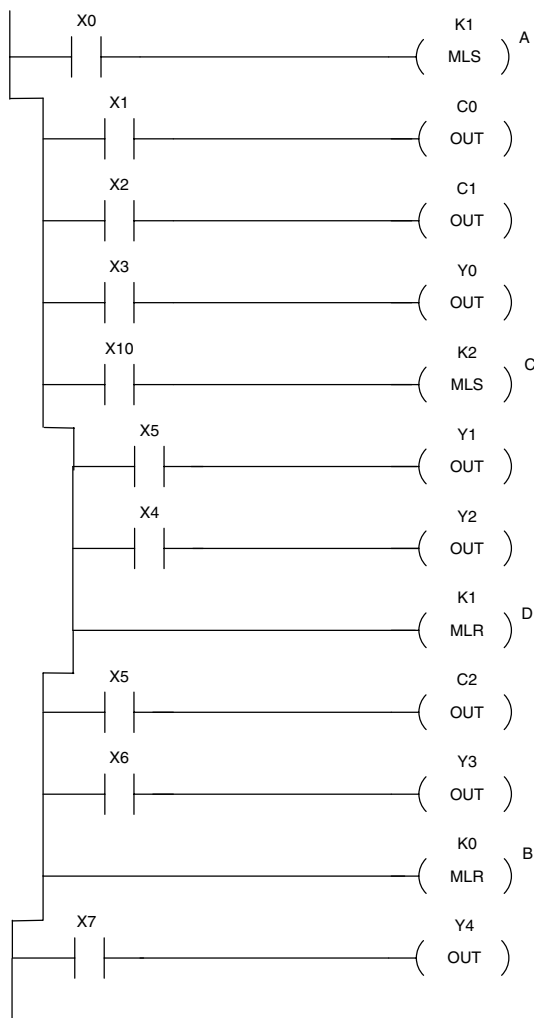 X0 K1
MLS A
X1 C0
OUT
X2 C1
OUT
X3 Y0
OUT
X10 K2
MLS C
X5 Y1
OUT
X4 Y2
OUT
K1
MLR D
X5 C2
OUT
X6 Y3
OUT
K0
MLR B
X7 Y4
OUT